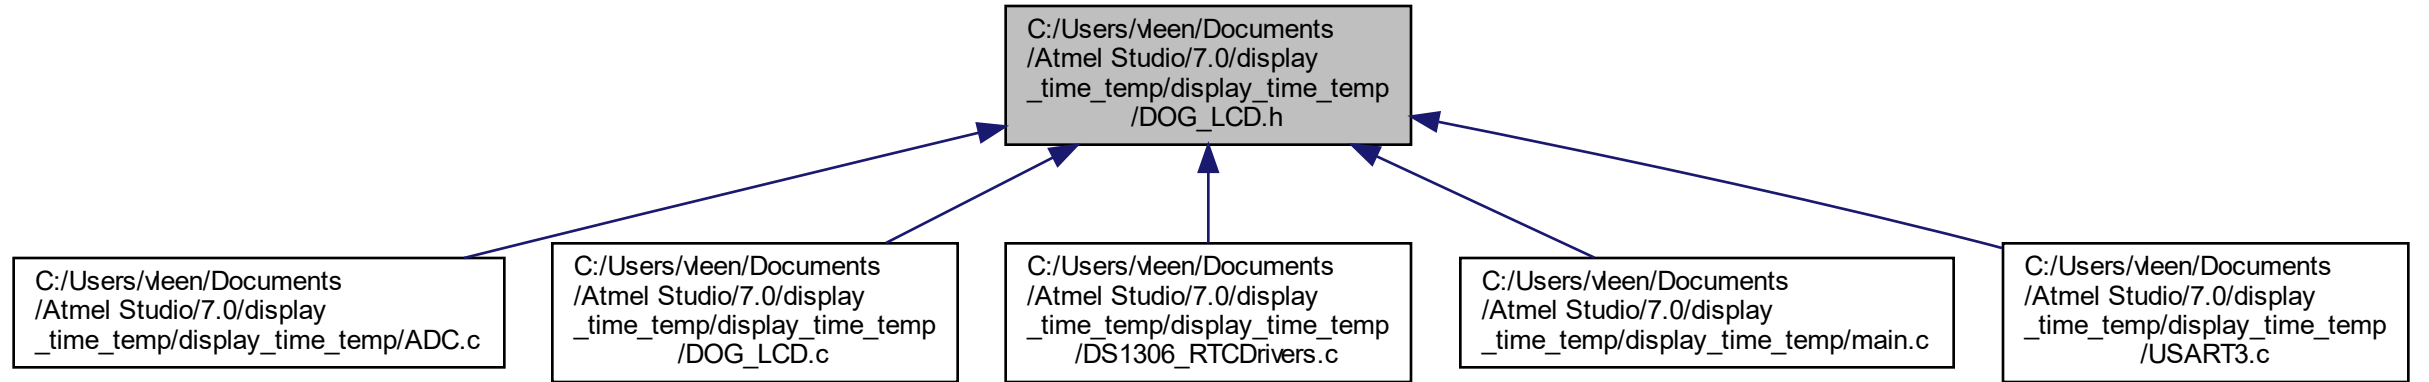 C:/Users/vleen/Documents
/Atmel Studio/7.0/display
_time_temp/display_time_temp
/DOG_LCD.h
C:/Users/vleen/Documents
/Atmel Studio/7.0/display
_time_temp/display_time_temp/ADC.c
C:/Users/vleen/Documents
/Atmel Studio/7.0/display
_time_temp/display_time_temp
/DOG_LCD.c
C:/Users/vleen/Documents
/Atmel Studio/7.0/display
_time_temp/display_time_temp
/DS1306_RTCDrivers.c
C:/Users/vleen/Documents
/Atmel Studio/7.0/display
_time_temp/display_time_temp/main.c
C:/Users/vleen/Documents
/Atmel Studio/7.0/display
_time_temp/display_time_temp
/USART3.c